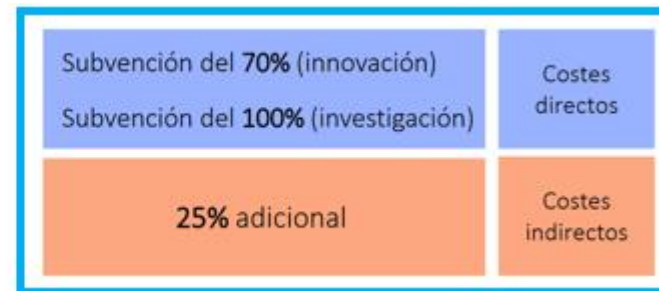 Subvención del 70% (innovación)
Subvención del 100% (investigación)
Costes
directos
25% adicional
Costes
indirectos